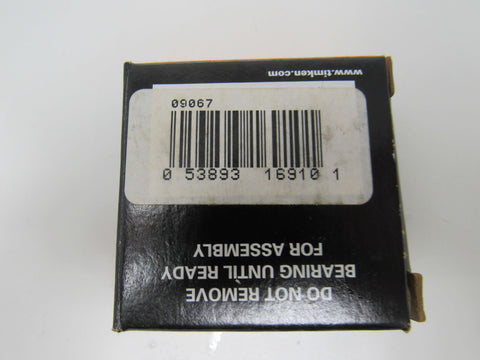 09067
0 53893 16910 1
DO NOT REMOVE
BEARING UNTIL READY
FOR ASSEMBLY
www.timken.com